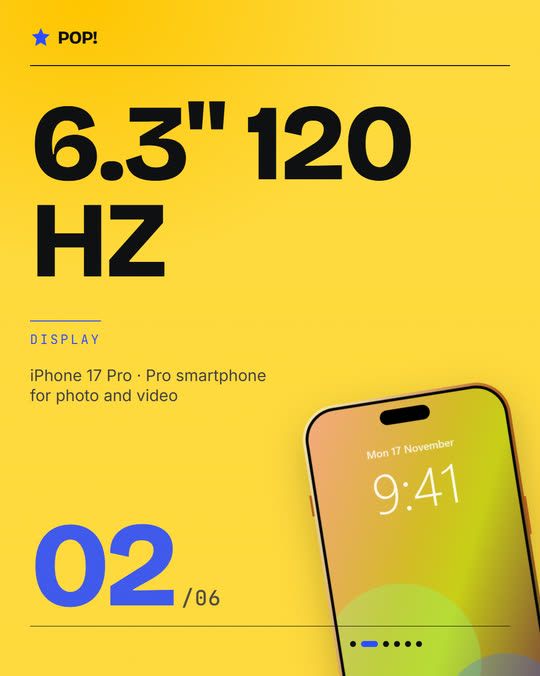 POP!
6.3" 120
HZ
DISPLAY
iPhone 17 Pro · Pro smartphone
for photo and video
Mon 17 November
9:41
02/06